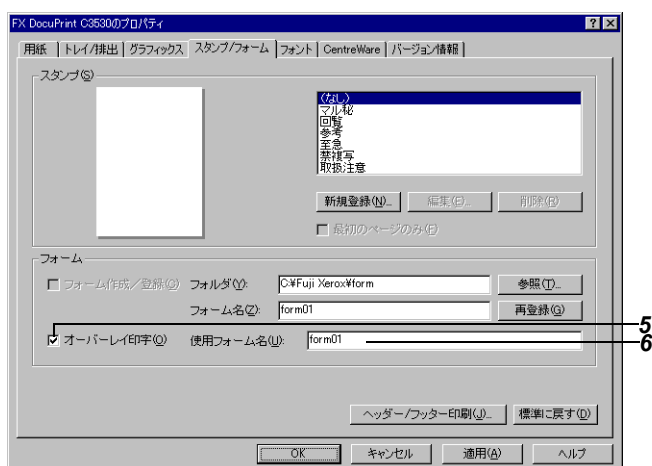 FX DocuPrint C3530のプロパティ
用紙 トレイ/排出 グラフィックス スタンプ/フォーム フォント CentreWare バージョン情報
スタンプ(S)
(なし)
マル秘
回覧
参考
至急
禁複写
取扱注意
新規登録(N)... 編集(E)... 削除(R)
最初のページのみ(F)
フォーム
フォーム作成/登録(C) フォルダ(Y): C:¥Fuji Xerox¥form 参照(T)...
フォーム名(Z): form01 再登録(G)
5
オーバーレイ印字(O) 使用フォーム名(U): form01 6
ヘッダー/フッター印刷(J)... 標準に戻す(D)
OK キャンセル 適用(A) ヘルプ